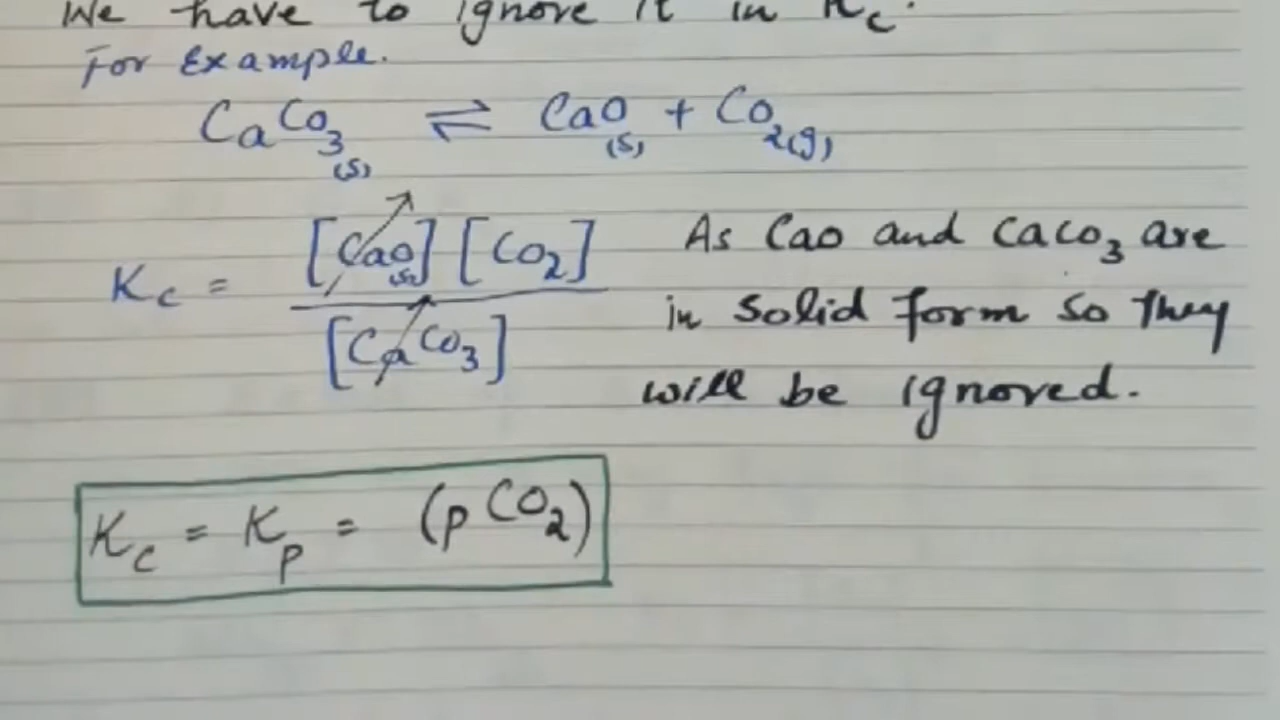 We have to ignore it in Kc.
For Example.
CaCo3(s) ⇌ CaO(s) + Co2(g)
Kc = [Cao(s)] [Co2] / [CaCo3]
As Cao and Caco3 are
in solid form so they
will be ignored.
Kc = Kp = (pCO2)